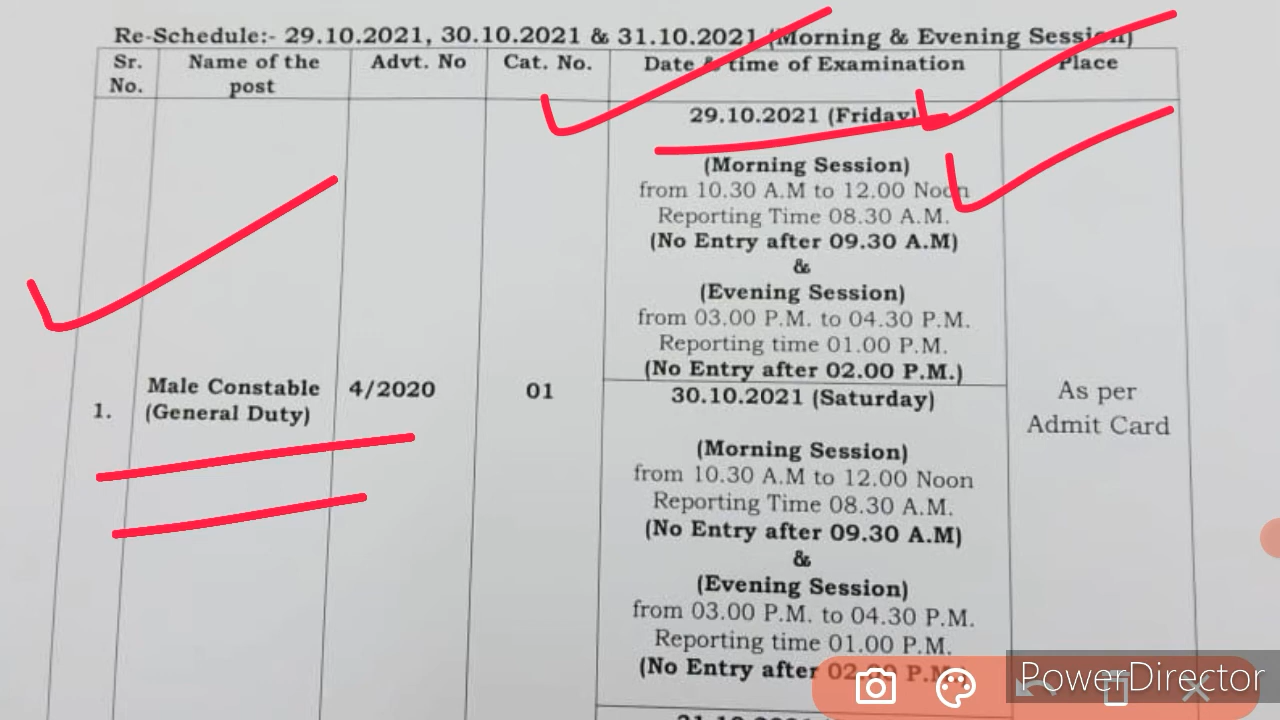 Re-Schedule:- 29.10.2021, 30.10.2021 & 31.10.2021 (Morning & Evening Session)
Sr. No.
Name of the post
Advt. No
Cat. No.
Date & time of Examination
Place
1.
Male Constable
(General Duty)
4/2020
01
29.10.2021 (Friday)
(Morning Session)
from 10.30 A.M to 12.00 Noon
Reporting Time 08.30 A.M.
(No Entry after 09.30 A.M)
&
(Evening Session)
from 03.00 P.M. to 04.30 P.M.
Reporting time 01.00 P.M.
(No Entry after 02.00 P.M.)
30.10.2021 (Saturday)
(Morning Session)
from 10.30 A.M to 12.00 Noon
Reporting Time 08.30 A.M.
(No Entry after 09.30 A.M)
&
(Evening Session)
from 03.00 P.M. to 04.30 P.M.
Reporting time 01.00 P.M.
(No Entry after 02.00 P.M.)
As per
Admit Card
PowerDirector